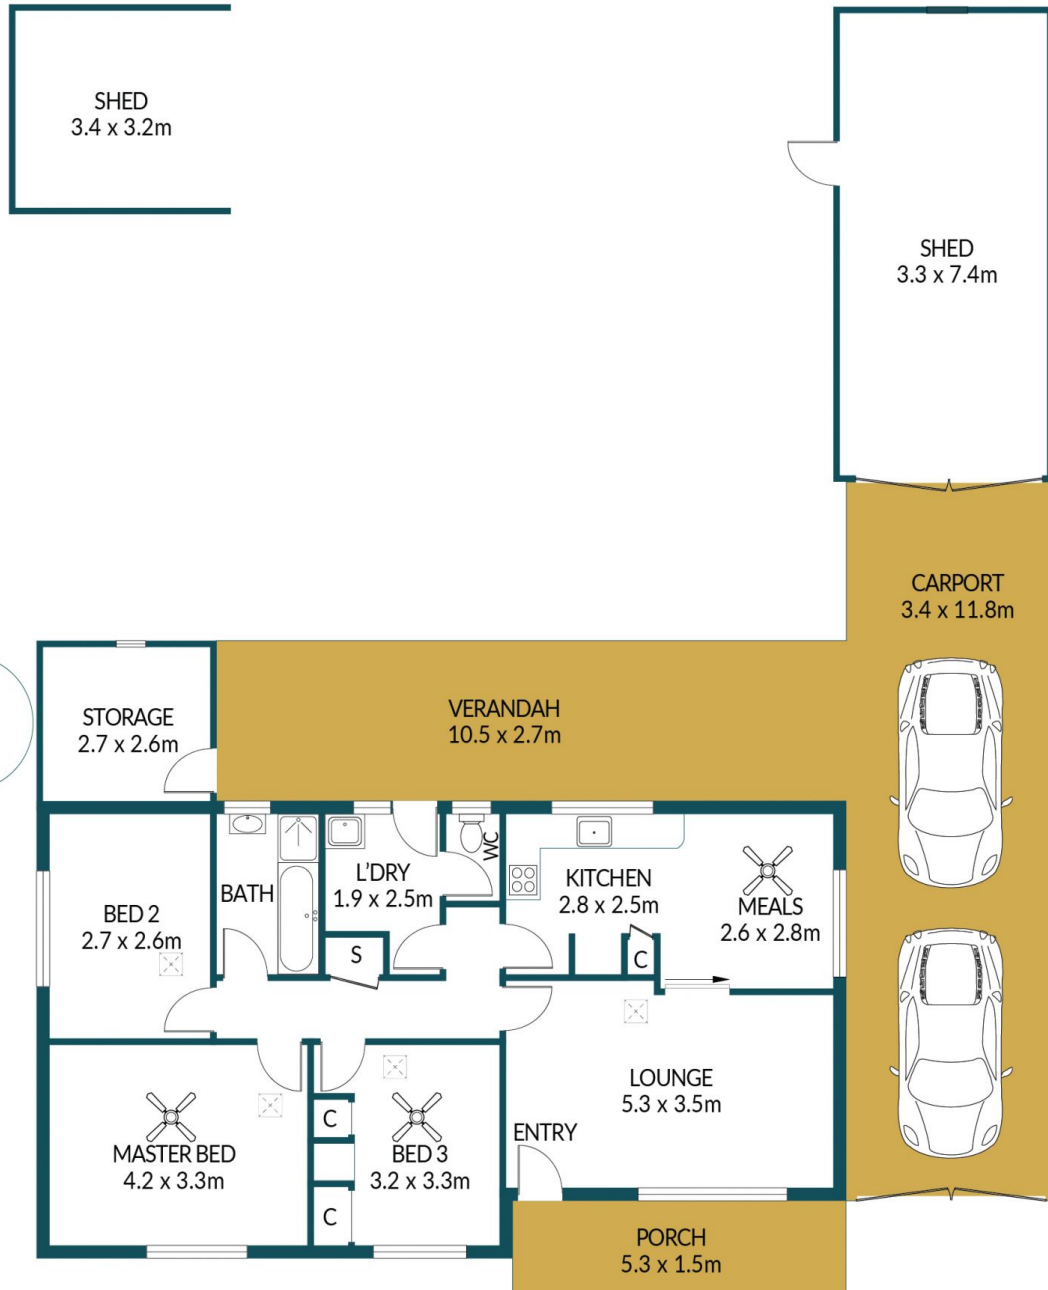 SHED
3.4 x 3.2m
SHED
3.3 x 7.4m
CARPORT
3.4 x 11.8m
VERANDAH
10.5 x 2.7m
STORAGE
2.7 x 2.6m
BED 2
2.7 x 2.6m
BATH
L'DRY
1.9 x 2.5m
WC
S
KITCHEN
2.8 x 2.5m
C
MEALS
2.6 x 2.8m
LOUNGE
5.3 x 3.5m
ENTRY
MASTER BED
4.2 x 3.3m
C
BED 3
3.2 x 3.3m
C
PORCH
5.3 x 1.5m